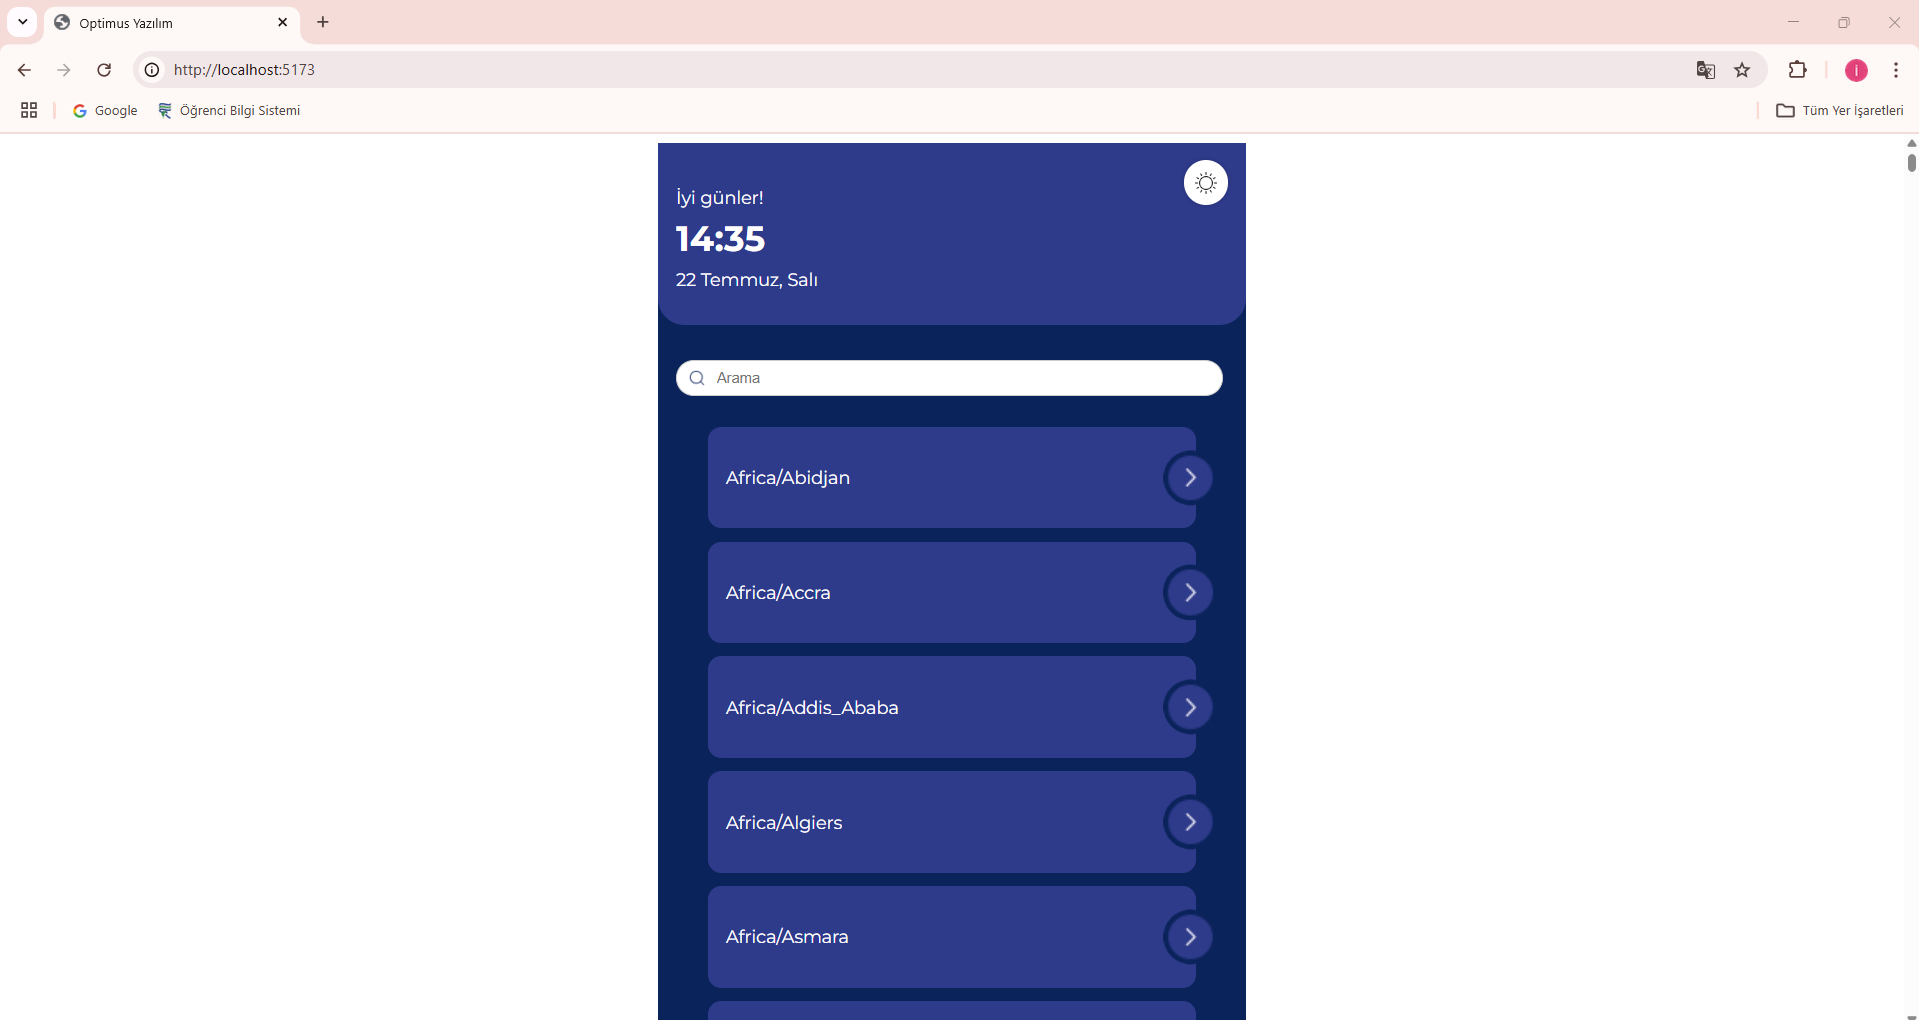 Optimus Yazılım
http://localhost:5173
i
Google
Öğrenci Bilgi Sistemi
Tüm Yer İşaretleri
İyi günler!
14:35
22 Temmuz, Salı
Arama
Africa/Abidjan
Africa/Accra
Africa/Addis_Ababa
Africa/Algiers
Africa/Asmara